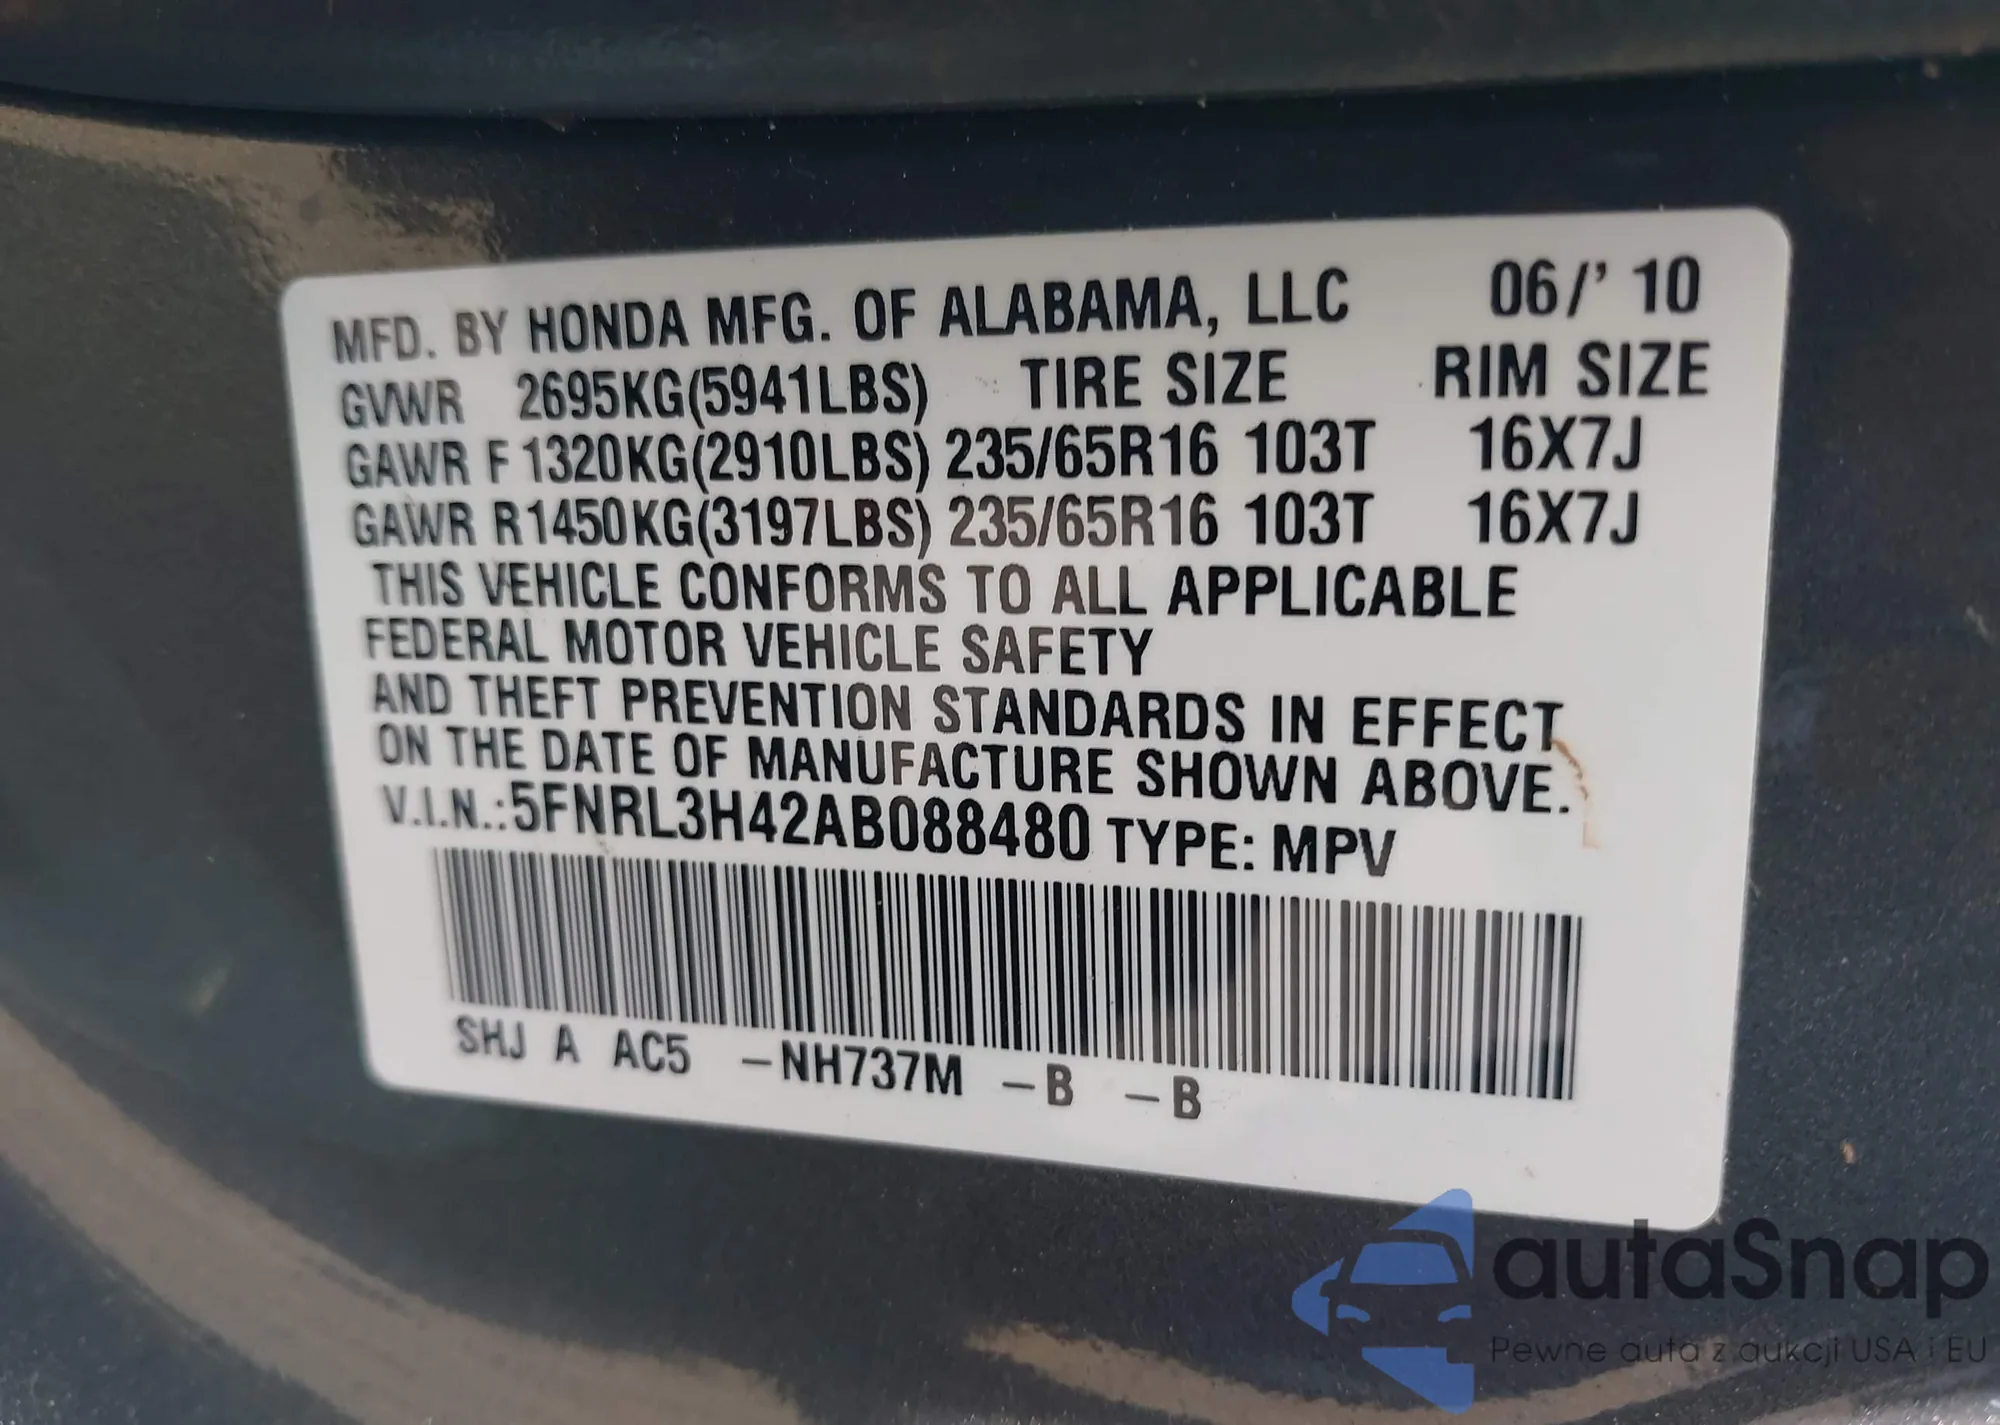 MFD. BY HONDA MFG. OF ALABAMA, LLC 06/' 10
GVWR 2695KG(5941LBS) TIRE SIZE RIM SIZE
GAWR F 1320KG(2910LBS) 235/65R16 103T 16X7J
GAWR R1450KG(3197LBS) 235/65R16 103T 16X7J
THIS VEHICLE CONFORMS TO ALL APPLICABLE
FEDERAL MOTOR VEHICLE SAFETY
AND THEFT PREVENTION STANDARDS IN EFFECT
ON THE DATE OF MANUFACTURE SHOWN ABOVE.
V.I.N.:5FNRL3H42AB088480 TYPE: MPV
SHJ A AC5 -NH737M -B -B
autaSnap
Pewne auta z aukcji USA i EU